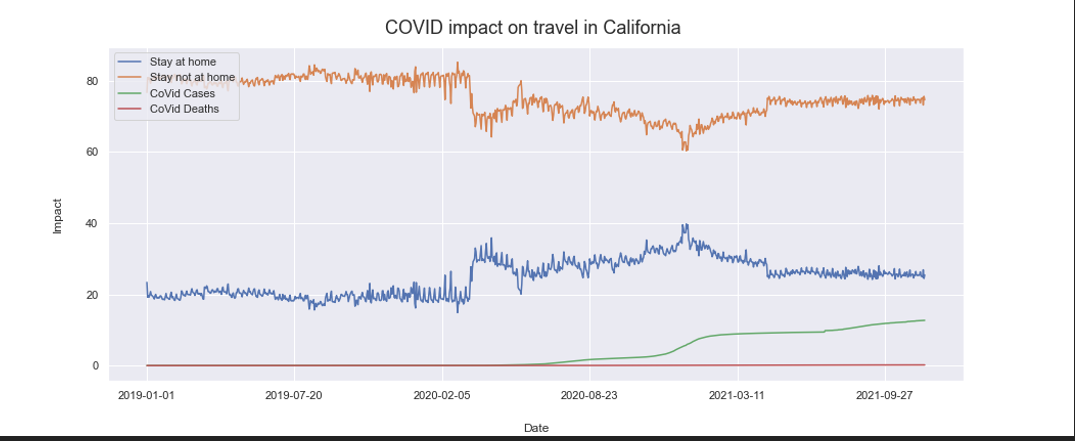 COVID impact on travel in California
Stay at home
Stay not at home
CoVid Cases
CoVid Deaths
80
60
40
20
0
Impact
2019-01-01 2019-07-20 2020-02-05 2020-08-23 2021-03-11 2021-09-27
Date